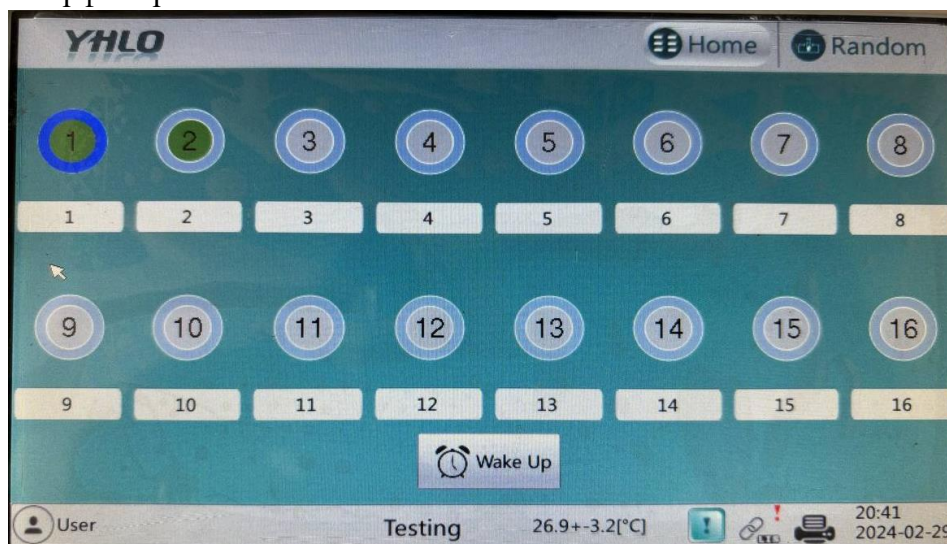 YHLO
Home
Random
1 2 3 4 5 6 7 8
1 2 3 4 5 6 7 8
9 10 11 12 13 14 15 16
9 10 11 12 13 14 15 16
Wake Up
User Testing 26.9+-3.2[°C] ! ! 20:41
2024-02-29